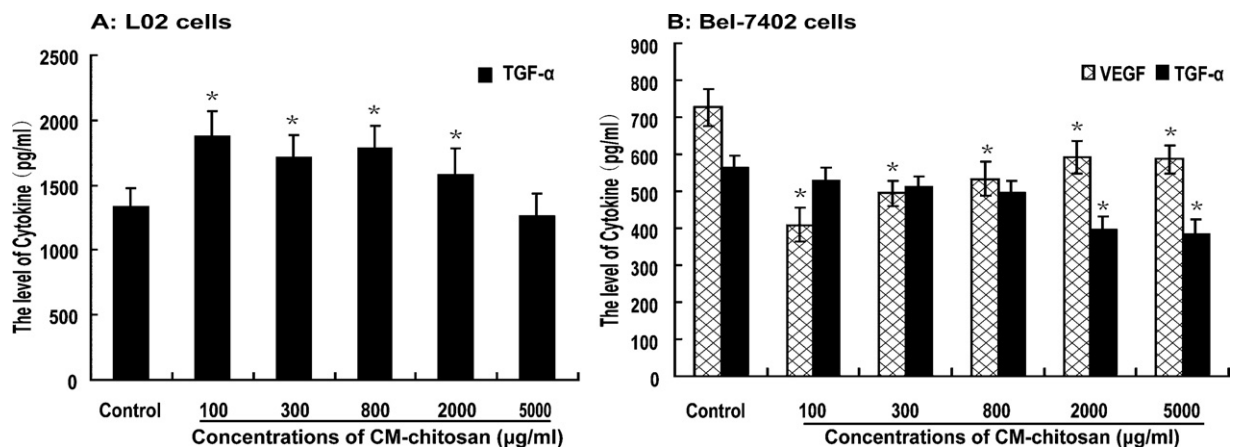 A: L02 cells
2500
2000
1500
1000
500
0
The level of Cytokine (pg/ml)
TGF-α
*
*
*
*
Control 100 300 800 2000 5000
Concentrations of CM-chitosan (μg/ml)
B: Bel-7402 cells
900
800
700
600
500
400
300
200
100
0
The level of Cytokine (pg/ml)
VEGF TGF-α
*
*
*
*
*
*
*
Control 100 300 800 2000 5000
Concentrations of CM-chitosan (μg/ml)